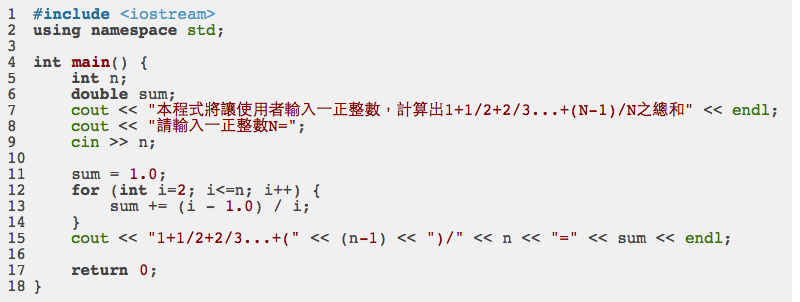 1 #include <iostream>
2 using namespace std;
3
4 int main() {
5     int n;
6     double sum;
7     cout << "本程式將讓使用者輸入一正整數，計算出1+1/2+2/3...+(N-1)/N之總和" << endl;
8     cout << "請輸入一正整數N=";
9     cin >> n;
10
11     sum = 1.0;
12     for (int i=2; i<=n; i++) {
13         sum += (i - 1.0) / i;
14     }
15     cout << "1+1/2+2/3...+(" << (n-1) << ")/" << n << "=" << sum << endl;
16
17     return 0;
18 }